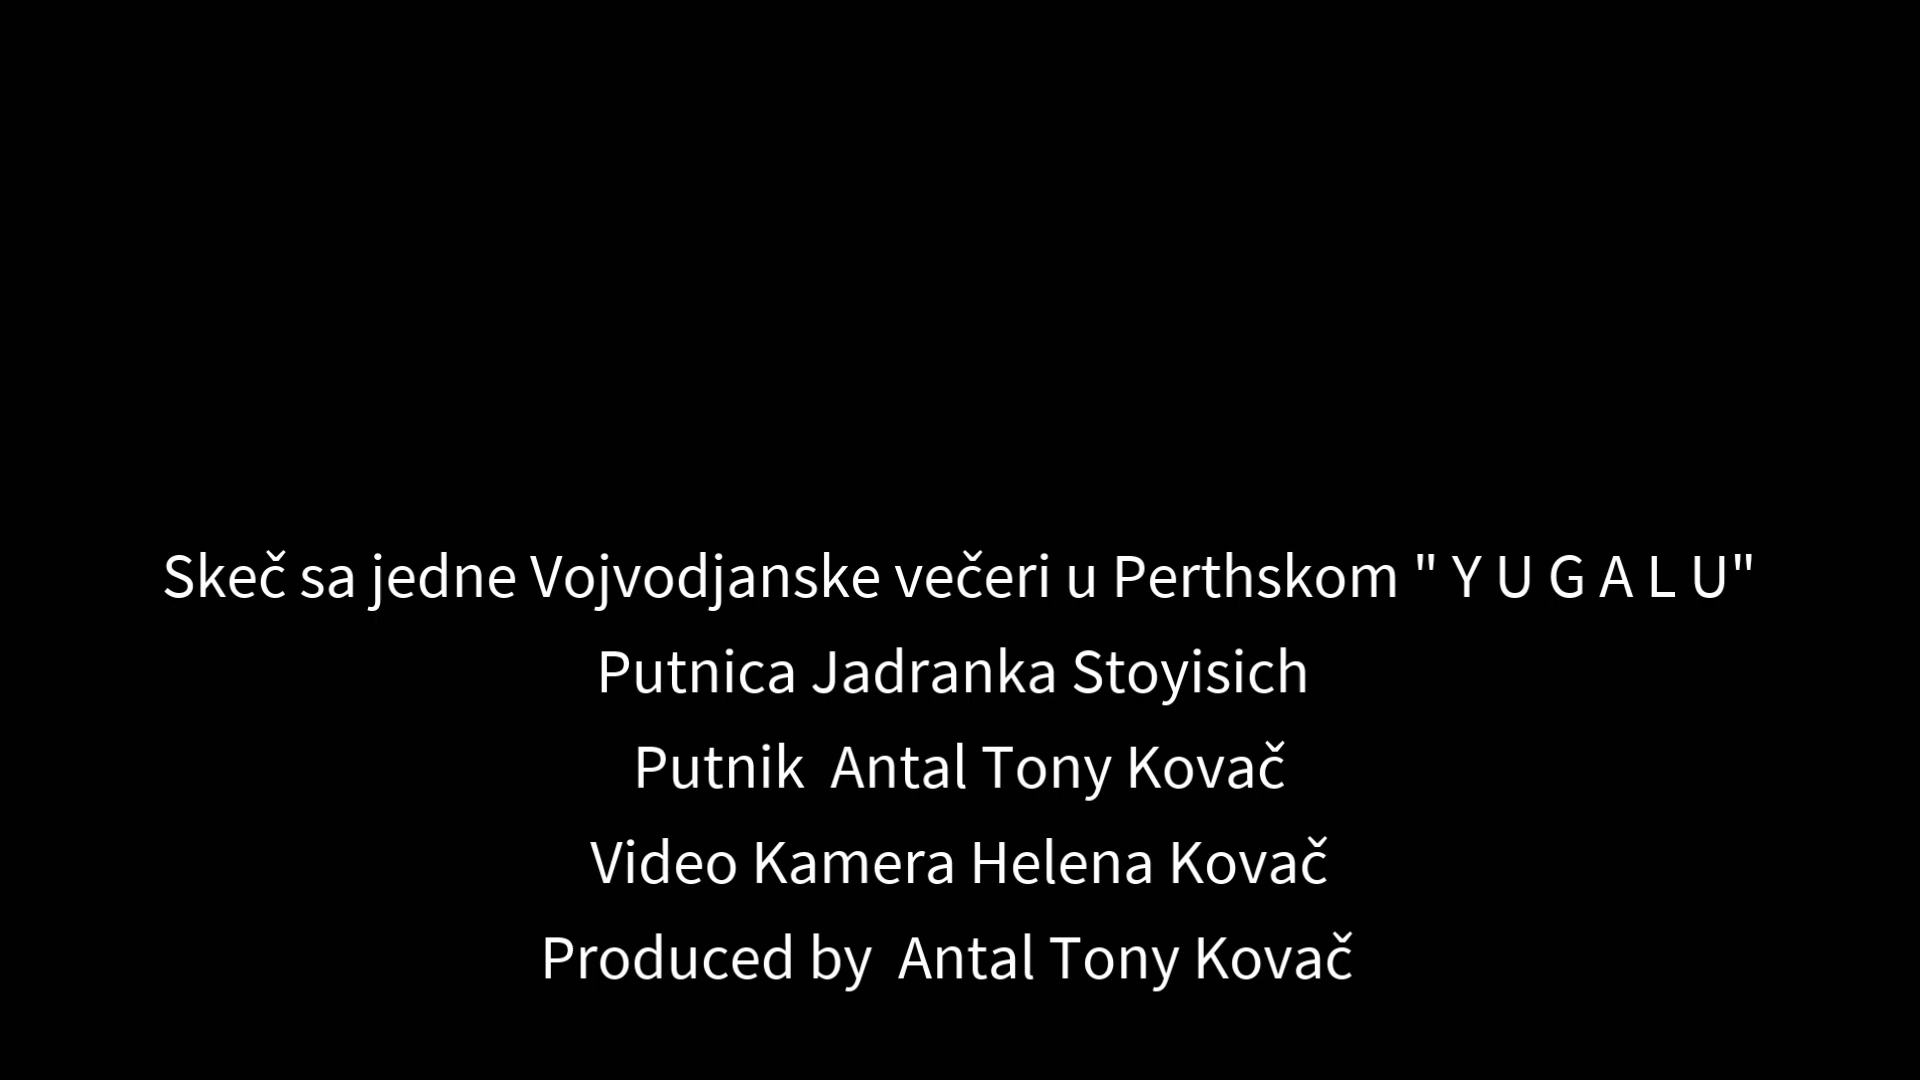 Skeč sa jedne Vojvodjanske večeri u Perthskom " Y U G A L U"
Putnica Jadranka Stoyisich
Putnik  Antal Tony Kovač
Video Kamera Helena Kovač
Produced by  Antal Tony Kovač